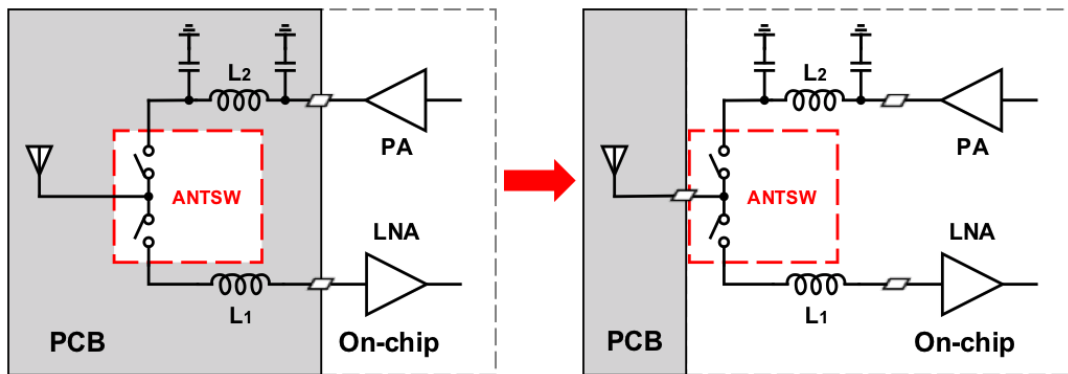 L2
PA
ANTSW
LNA
L1
PCB
On-chip
L2
PA
ANTSW
LNA
L1
PCB
On-chip